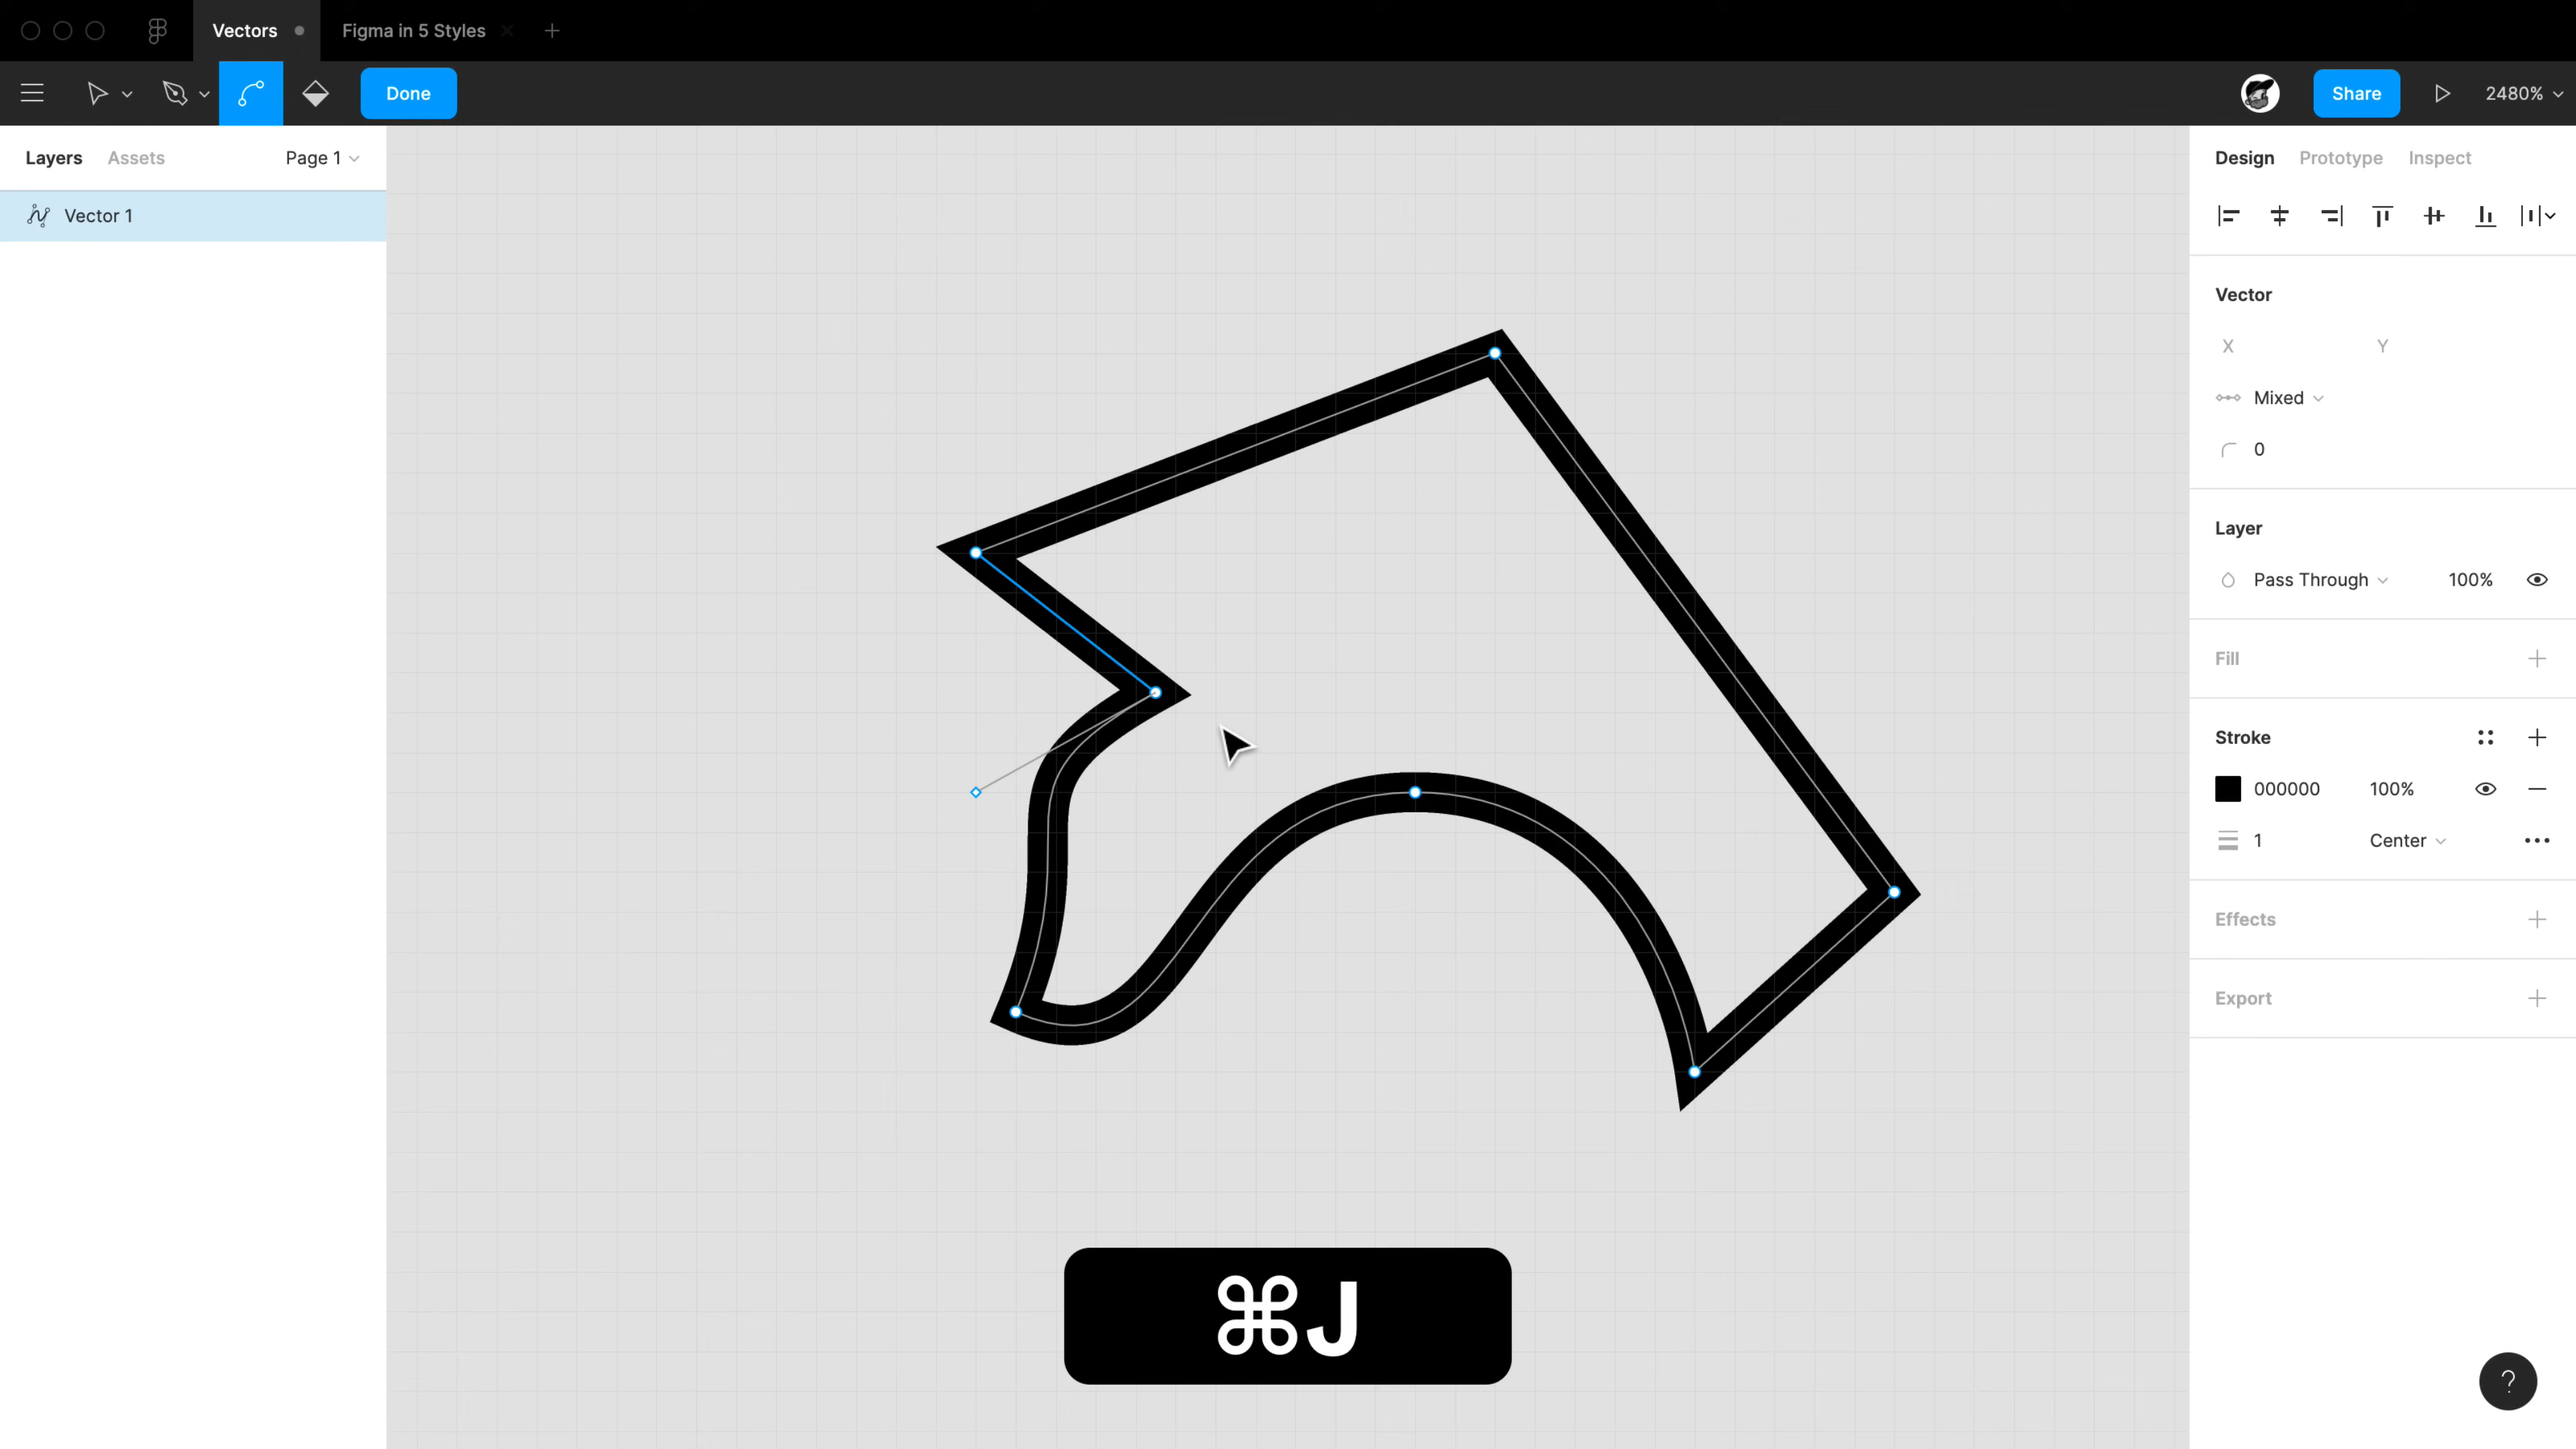 Vectors
Figma in 5 Styles
Done
Share
2480%
Layers
Assets
Page 1
Design
Prototype
Inspect
Vector 1
Vector
X
Y
Mixed
0
Layer
Pass Through
100%
Fill
Stroke
000000
100%
1
Center
Effects
Export
⌘J
?